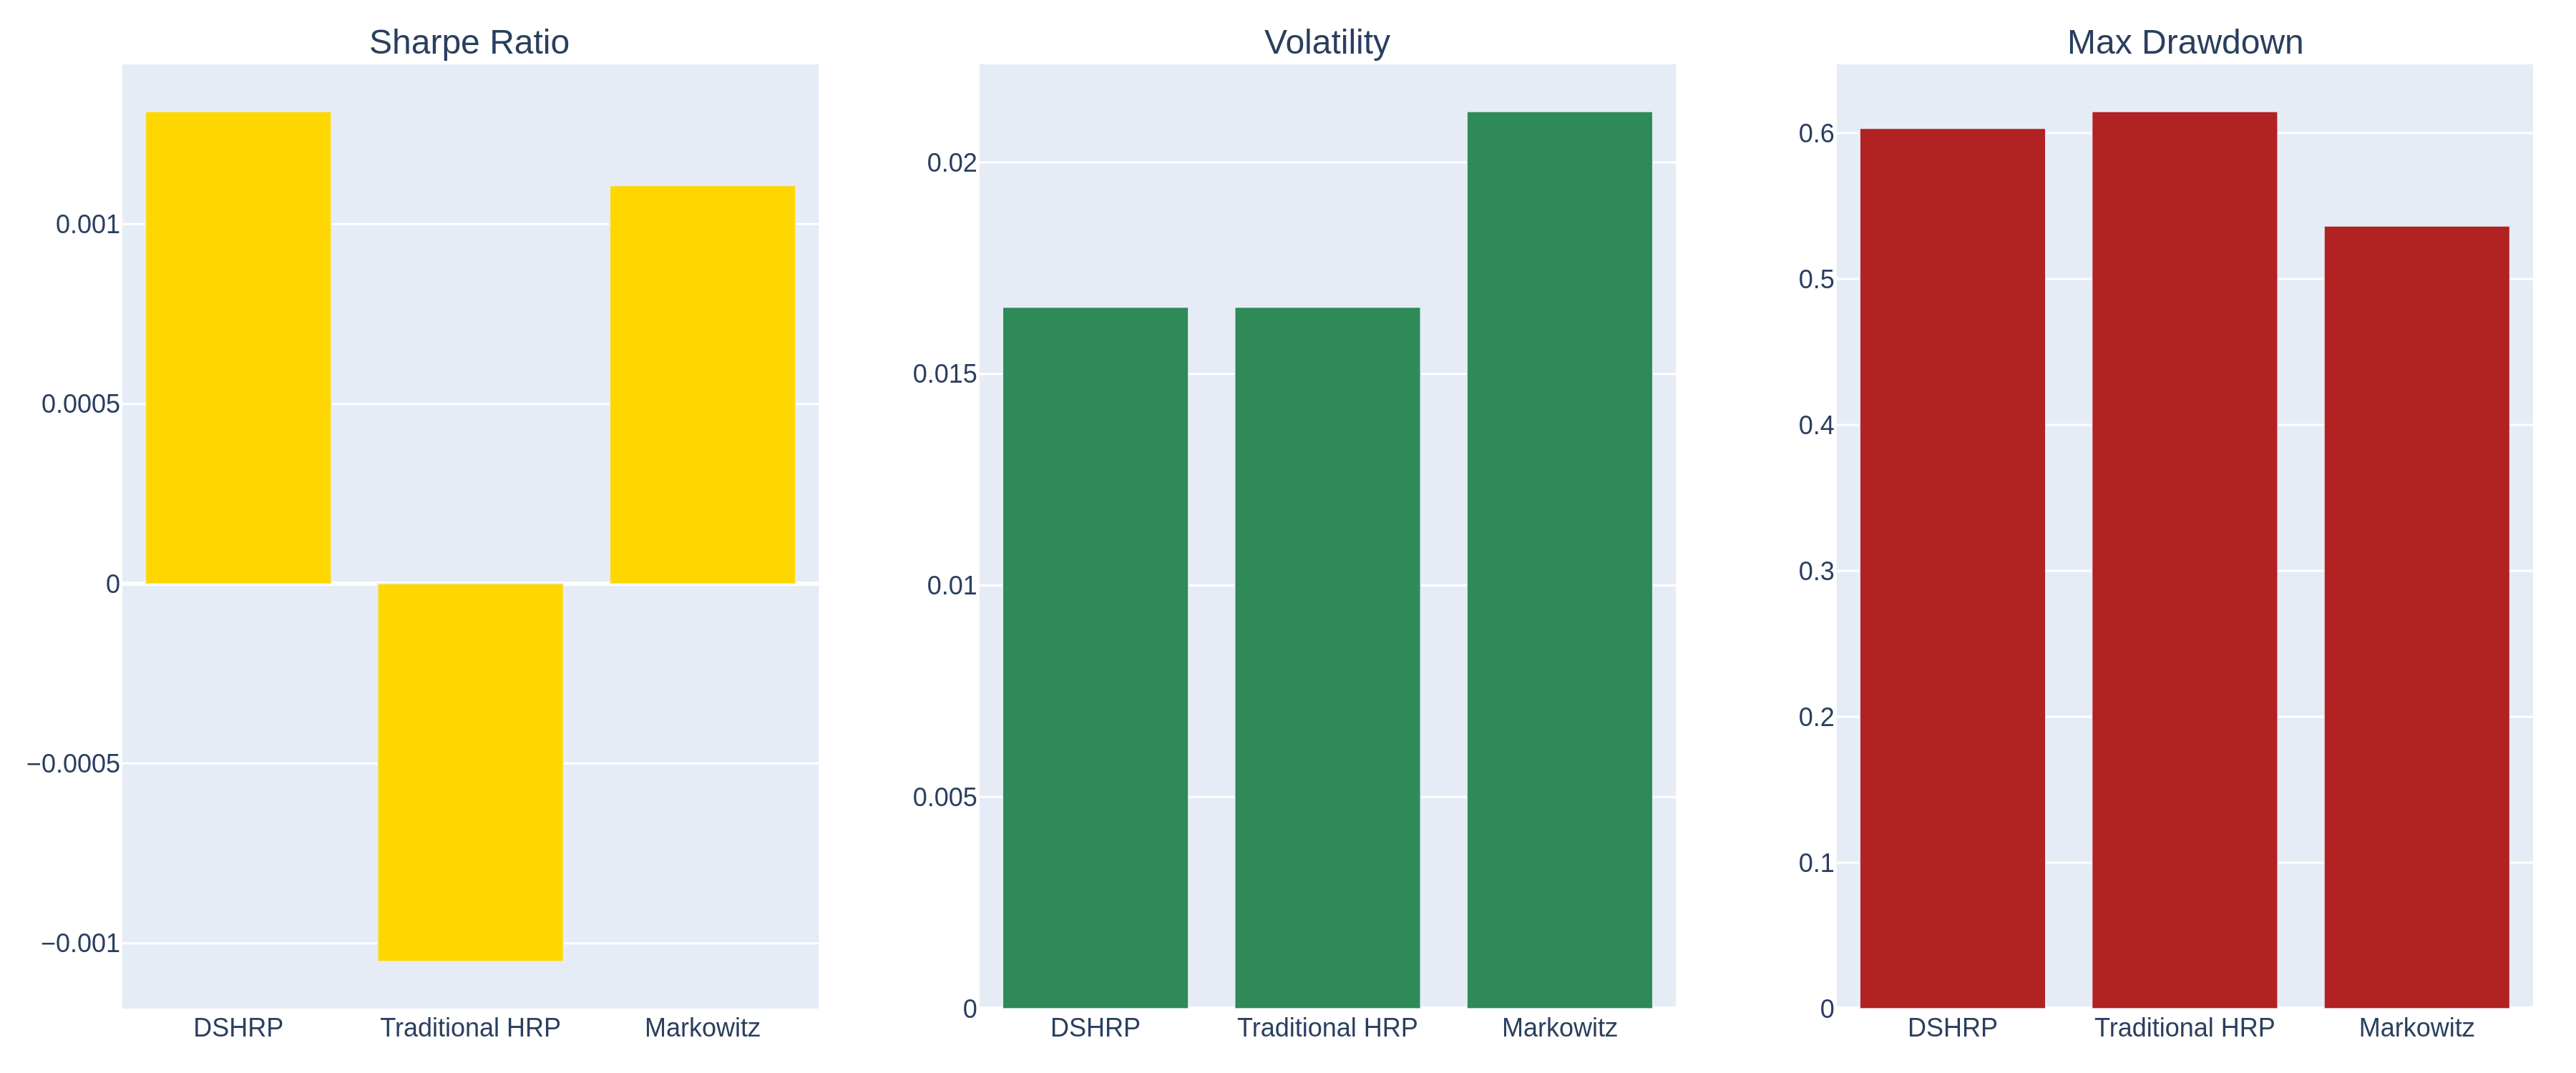 Sharpe Ratio
Volatility
Max Drawdown
0.001
0.0005
0
−0.0005
−0.001
DSHRP
Traditional HRP
Markowitz
0.02
0.015
0.01
0.005
0
DSHRP
Traditional HRP
Markowitz
0.6
0.5
0.4
0.3
0.2
0.1
0
DSHRP
Traditional HRP
Markowitz